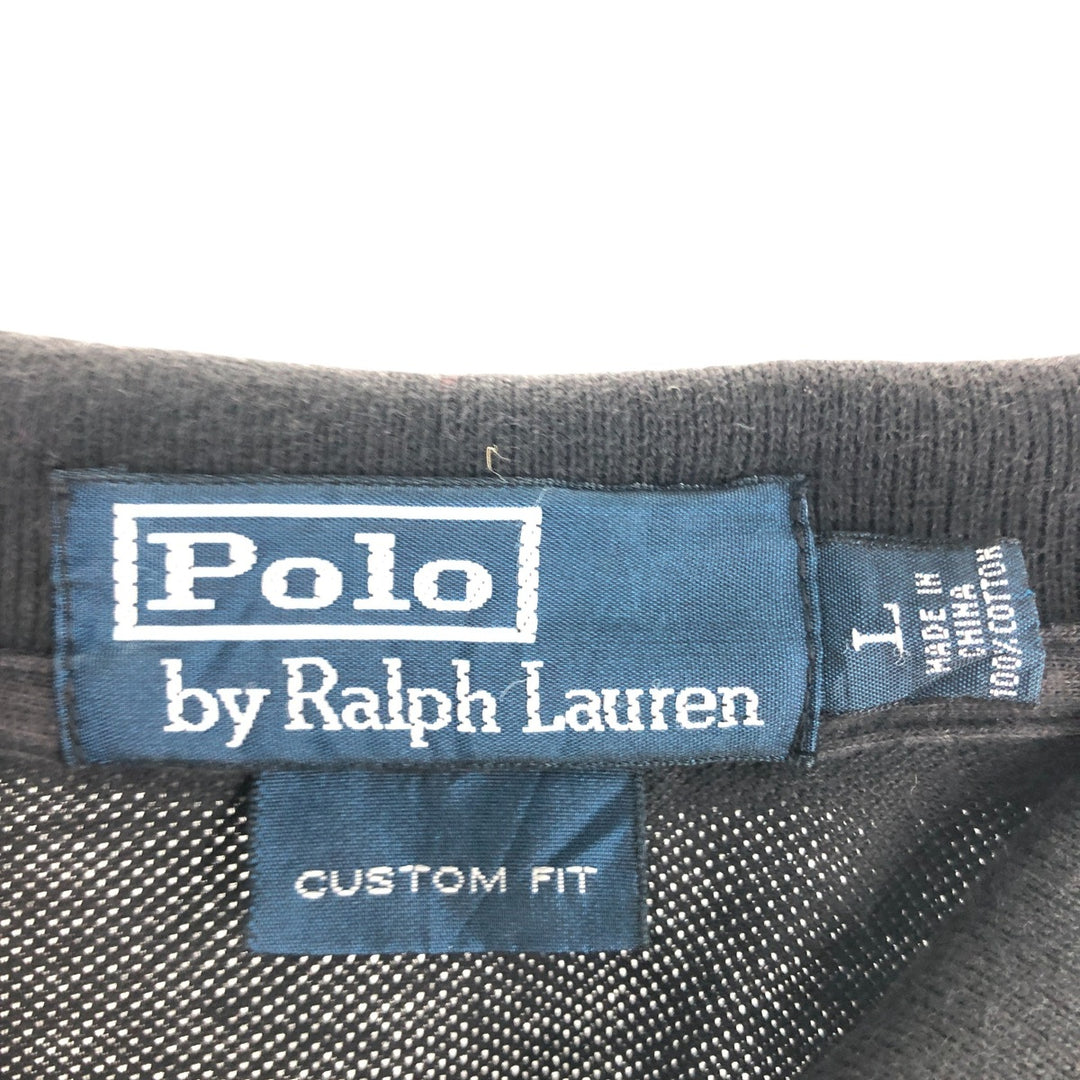 Polo
by Ralph Lauren
L
MADE IN
CHINA
100/COTTON
CUSTOM FIT